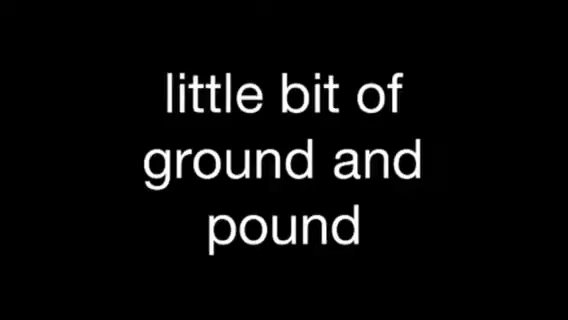 little bit of
ground and
pound